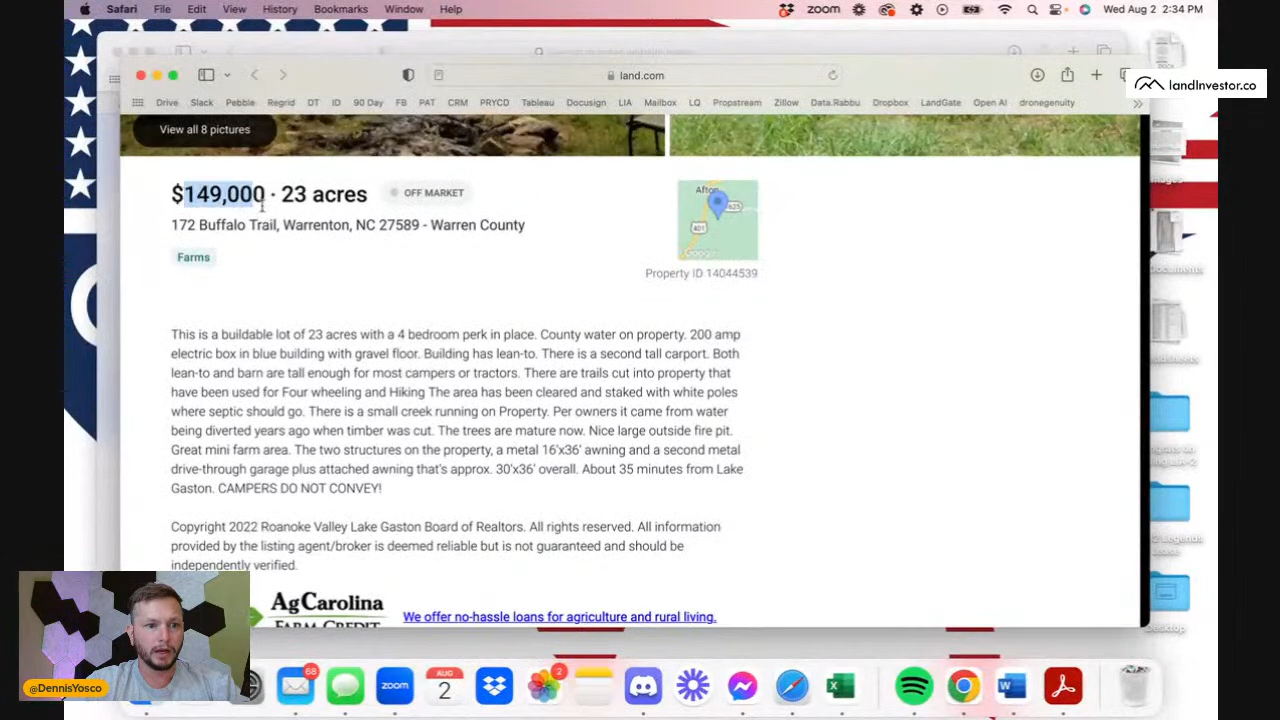 Safari File Edit View History Bookmarks Window Help
zoom
Wed Aug 2 2:34 PM
land.com
landInvestor.co
Drive Slack Pebble Regrid DT ID 90 Day FB PAT CRM PRYCD Tableau Docusign LIA Mailbox LQ Propstream Zillow Data.Rabbu Dropbox LandGate Open AI dronegenuity
View all 8 pictures
$149,000 · 23 acres
OFF MARKET
172 Buffalo Trail, Warrenton, NC 27589 - Warren County
Farms
Afton
625
401
Google
Property ID 14044539
This is a buildable lot of 23 acres with a 4 bedroom perk in place. County water on property. 200 amp
electric box in blue building with gravel floor. Building has lean-to. There is a second tall carport. Both
lean-to and barn are tall enough for most campers or tractors. There are trails cut into property that
have been used for Four wheeling and Hiking The area has been cleared and staked with white poles
where septic should go. There is a small creek running on Property. Per owners it came from water
being diverted years ago when timber was cut. The trees are mature now. Nice large outside fire pit.
Great mini farm area. The two structures on the property, a metal 16'x36' awning and a second metal
drive-through garage plus attached awning that's approx. 30'x36' overall. About 35 minutes from Lake
Gaston. CAMPERS DO NOT CONVEY!
Copyright 2022 Roanoke Valley Lake Gaston Board of Realtors. All rights reserved. All information
provided by the listing agent/broker is deemed reliable but is not guaranteed and should be
independently verified.
AgCarolina
FARM CREDIT
We offer no-hassle loans for agriculture and rural living.
Desktop
@DennisYosco
68
zoom
AUG
2
2